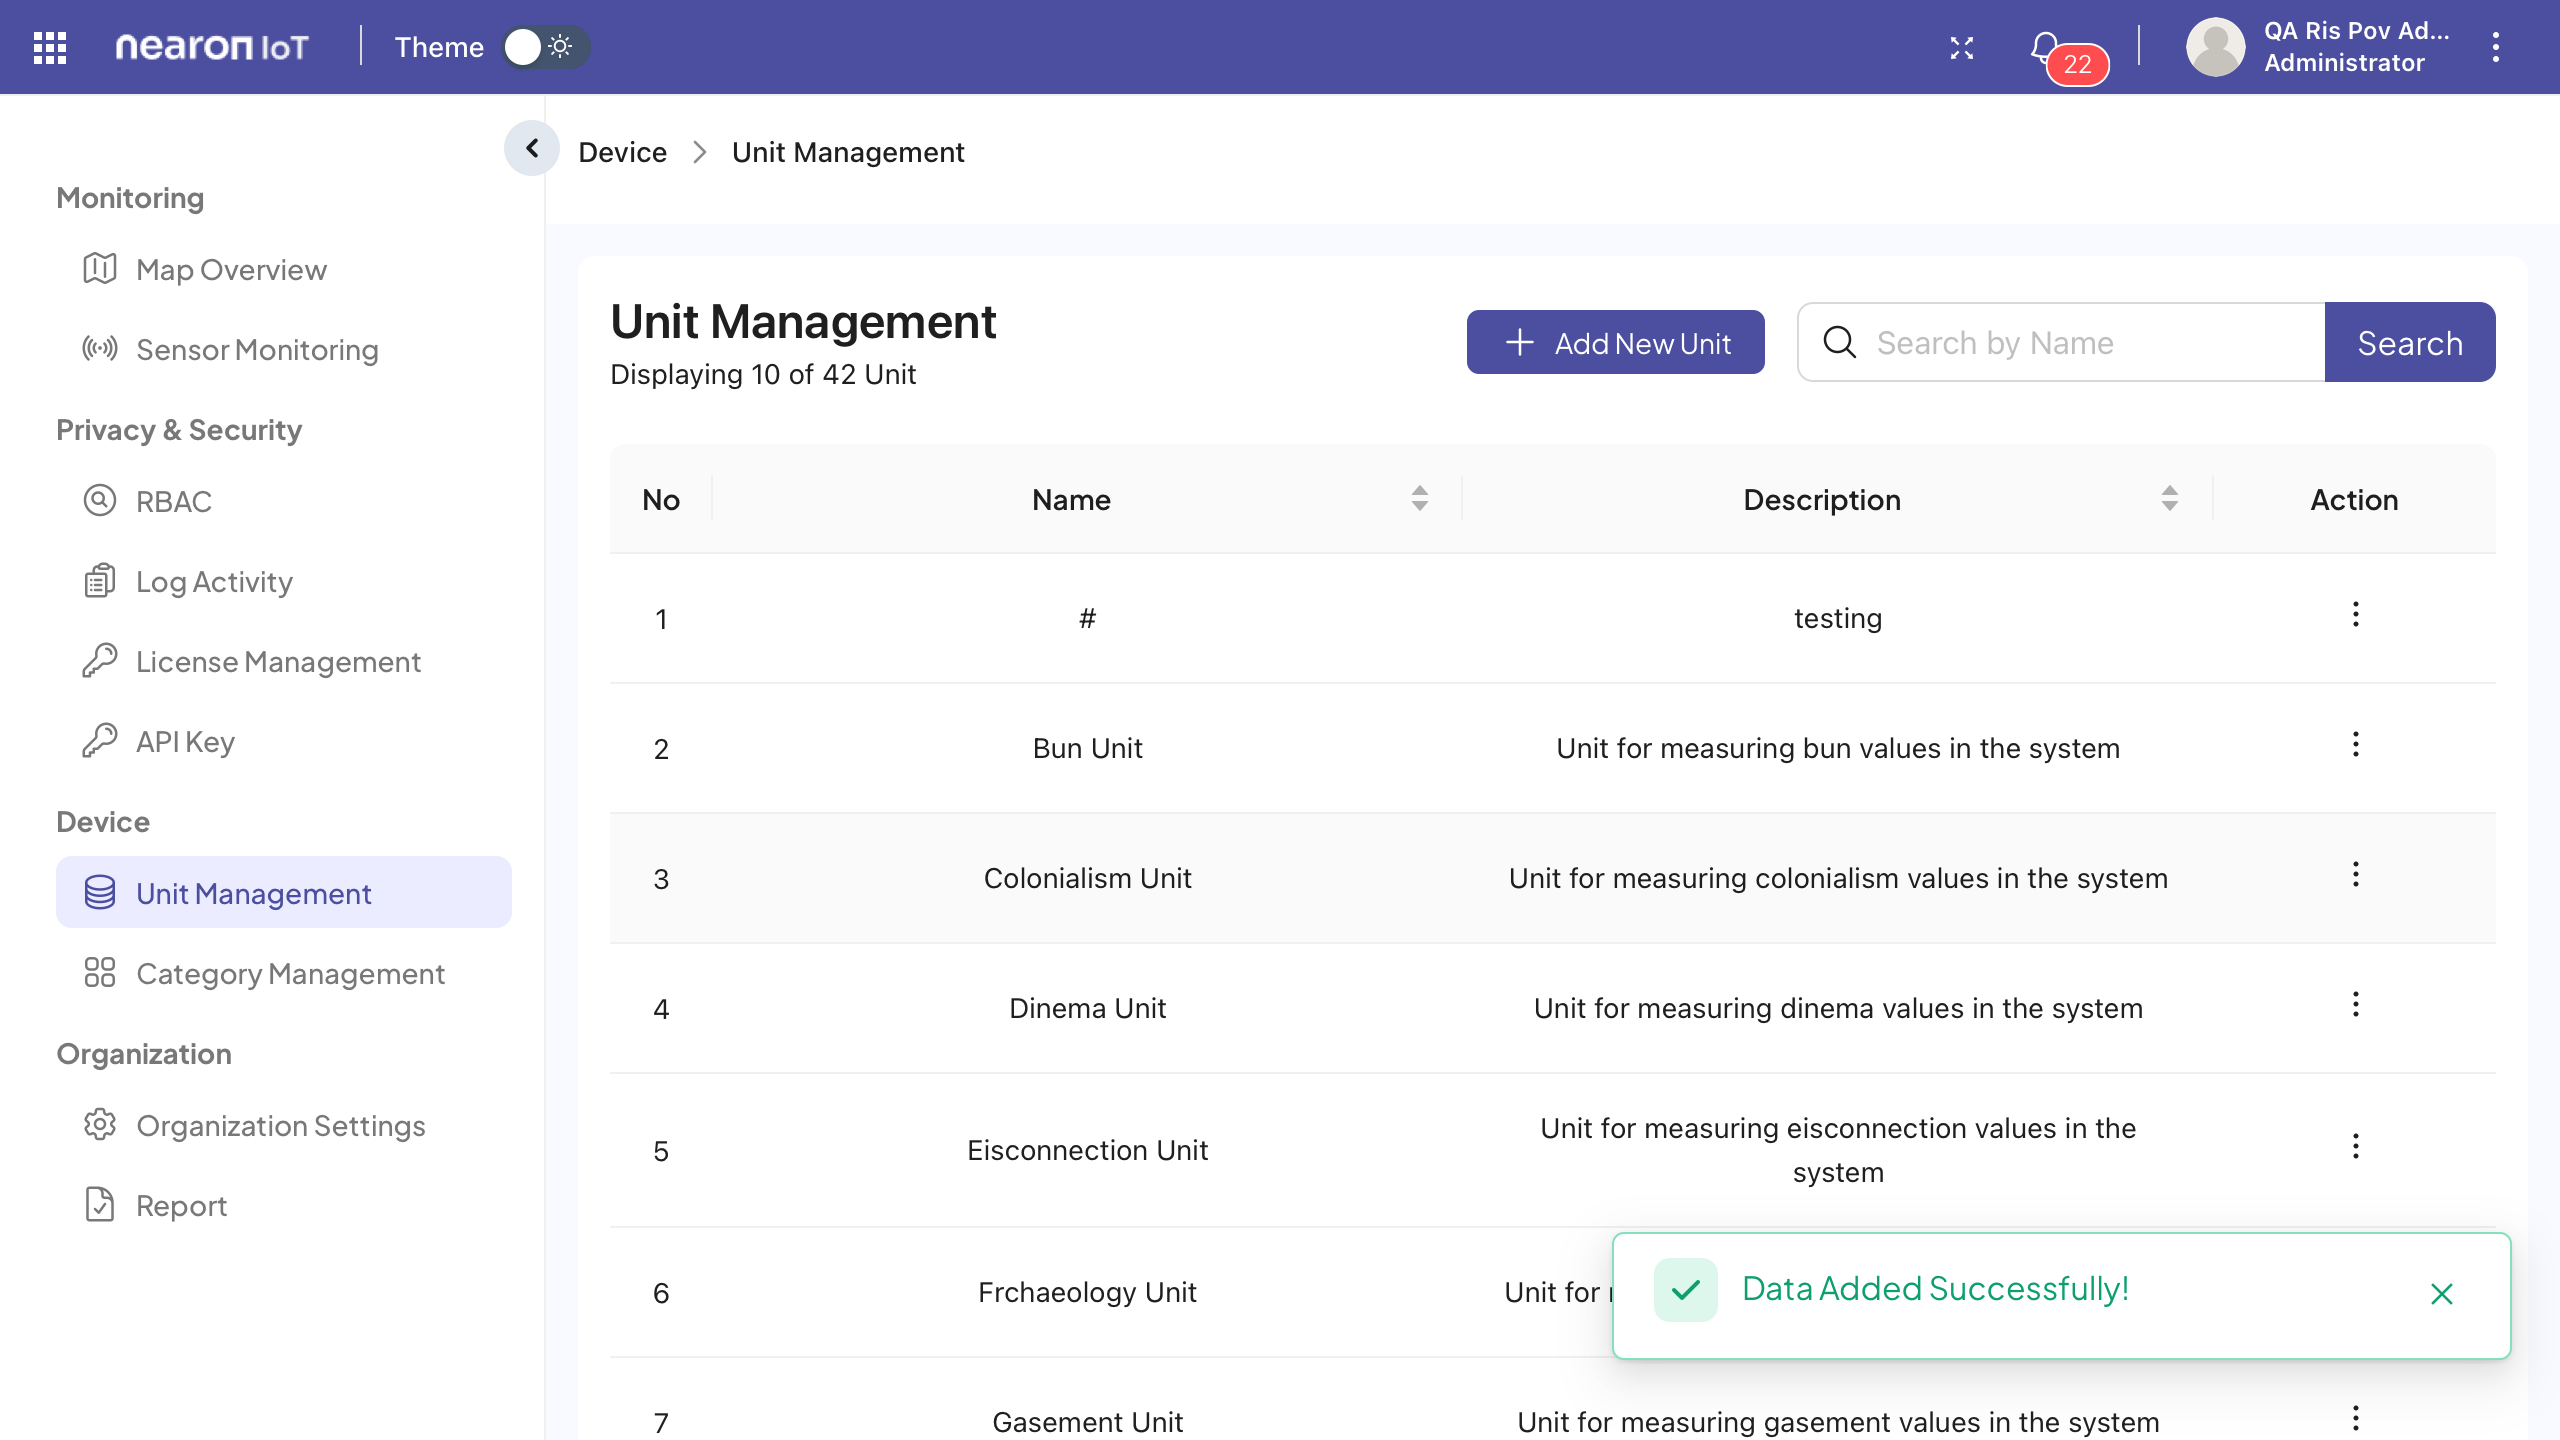 nearon IoT
Theme
22
QA Ris Pov Ad...
Administrator
Monitoring
Map Overview
Sensor Monitoring
Privacy & Security
RBAC
Log Activity
License Management
API Key
Device
Unit Management
Category Management
Organization
Organization Settings
Report
Device > Unit Management
Unit Management
Displaying 10 of 42 Unit
Add New Unit
Search by Name
Search
No Name Description Action
1 # testing
2 Bun Unit Unit for measuring bun values in the system
3 Colonialism Unit Unit for measuring colonialism values in the system
4 Dinema Unit Unit for measuring dinema values in the system
5 Eisconnection Unit Unit for measuring eisconnection values in the
system
6 Frchaeology Unit Unit for
Data Added Successfully!
7 Gasement Unit Unit for measuring gasement values in the system